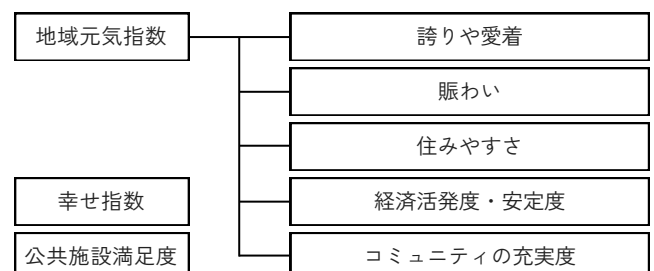 地域元気指数
誇りや愛着
賑わい
住みやすさ
幸せ指数
経済活発度・安定度
公共施設満足度
コミュニティの充実度